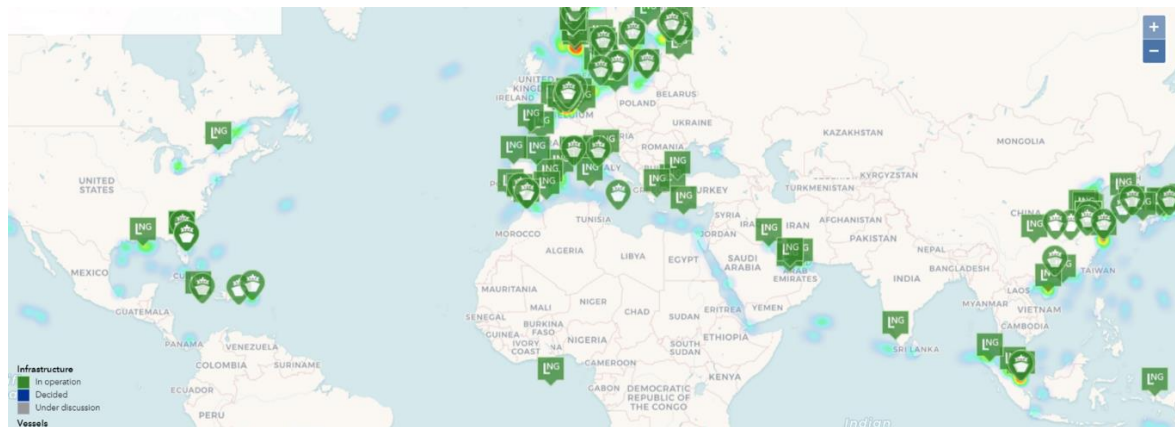 +
−
UNITED KINGDOM
IRELAND
BELARUS
POLAND
BELGIUM
UKRAINE
KAZAKHSTAN
MONGOLIA
ROMANIA
LNG
UNITED
STATES
KYRGYZSTAN
TURKMENISTAN
TUNISIA
SYRIA
IRAN
AFGHANISTAN
CHINA
MOROCCO
JORDAN
PAKISTAN
ALGERIA
LIBYA
EGYPT
SAUDI
ARABIA
NEPAL
BANGLADESH
ARAB
EMIRATES
INDIA
TAIWAN
MEXICO
MAURITANIA
LAOS
MYANMAR
VIETNAM
GUATEMALA
MALI
NIGER
CHAD
SUDAN
ERITREA
YEMEN
SENEGAL
BURKINA
FASO
GUINEA
IVORY
COAST
NIGERIA
SOUTH
SUDAN
ETHIOPIA
CAMBODIA
SRI LANKA
PANAMA
VENEZUELA
COLOMBIA
SURINAME
CAMEROON
GABON
DEMOCRATIC
REPUBLIC OF
THE CONGO
KENYA
ECUADOR
PERU
Indian
Infrastructure
In operation
Decided
Under discussion
Vessels